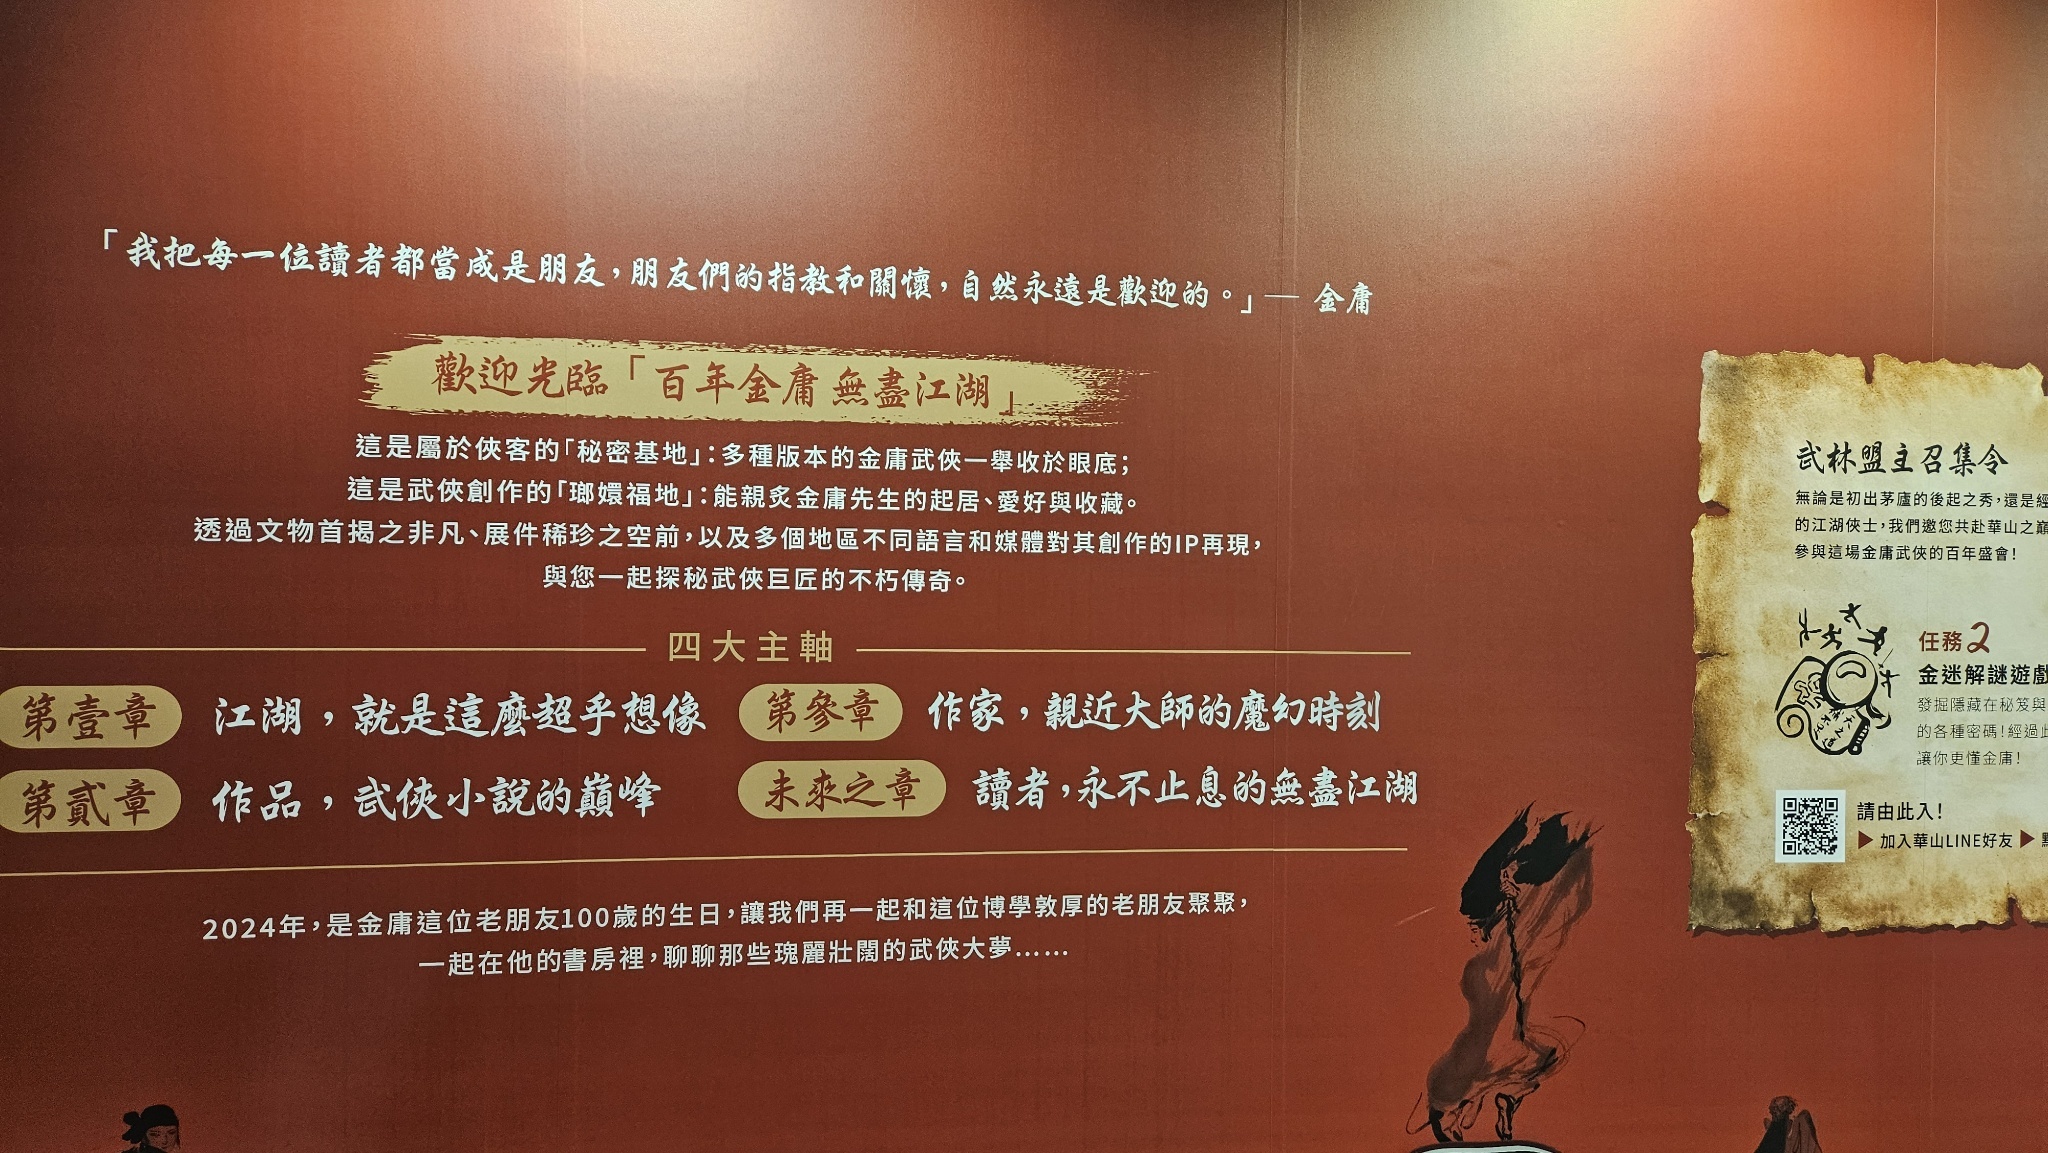 「我把每一位讀者都當成是朋友，朋友們的指教和關懷，自然永遠是歡迎的。」— 金庸
歡迎光臨「百年金庸 無盡江湖」
這是屬於俠客的「秘密基地」：多種版本的金庸武俠一舉收於眼底；
這是武俠創作的「瑯嬛福地」：能親炙金庸先生的起居、愛好與收藏。
透過文物首揭之非凡、展件稀珍之空前，以及多個地區不同語言和媒體對其創作的IP再現，
與您一起探秘武俠巨匠的不朽傳奇。
四大主軸
第壹章 江湖，就是這麼超乎想像
第貳章 作品，武俠小說的巔峰
第參章 作家，親近大師的魔幻時刻
未來之章 讀者，永不止息的無盡江湖
2024年，是金庸這位老朋友100歲的生日，讓我們再一起和這位博學敦厚的老朋友聚聚，
一起在他的書房裡，聊聊那些瑰麗壯闊的武俠大夢……
武林盟主召集令
無論是初出茅廬的後起之秀，還是經
的江湖俠士，我們邀您共赴華山之巔
參與這場金庸武俠的百年盛會！
任務2
金迷解謎遊戲
發掘隱藏在秘笈與
的各種密碼！經過此
讓你更懂金庸！
請由此入！
▶加入華山LINE好友▶